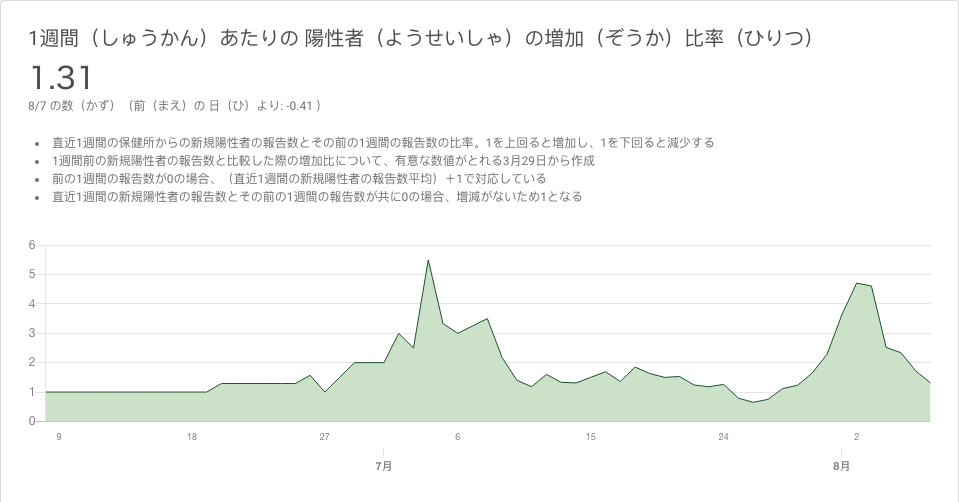 1週間（しゅうかん）あたりの 陽性者（ようせいしゃ）の増加（ぞうか）比率（ひりつ）
1.31
8/7 の数（かず）（前（まえ）の 日（ひ）より: -0.41 ）
• 直近1週間の保健所からの新規陽性者の報告数とその前の1週間の報告数の比率。1を上回ると増加し、1を下回ると減少する
• 1週間前の新規陽性者の報告数と比較した際の増加比について、有意な数値がとれる3月29日から作成
• 前の1週間の報告数が0の場合、（直近1週間の新規陽性者の報告数平均）＋1で対応している
• 直近1週間の新規陽性者の報告数とその前の1週間の報告数が共に0の場合、増減がないため1となる
6
5
4
3
2
1
0
9 18 27 6 15 24 2
7月 8月